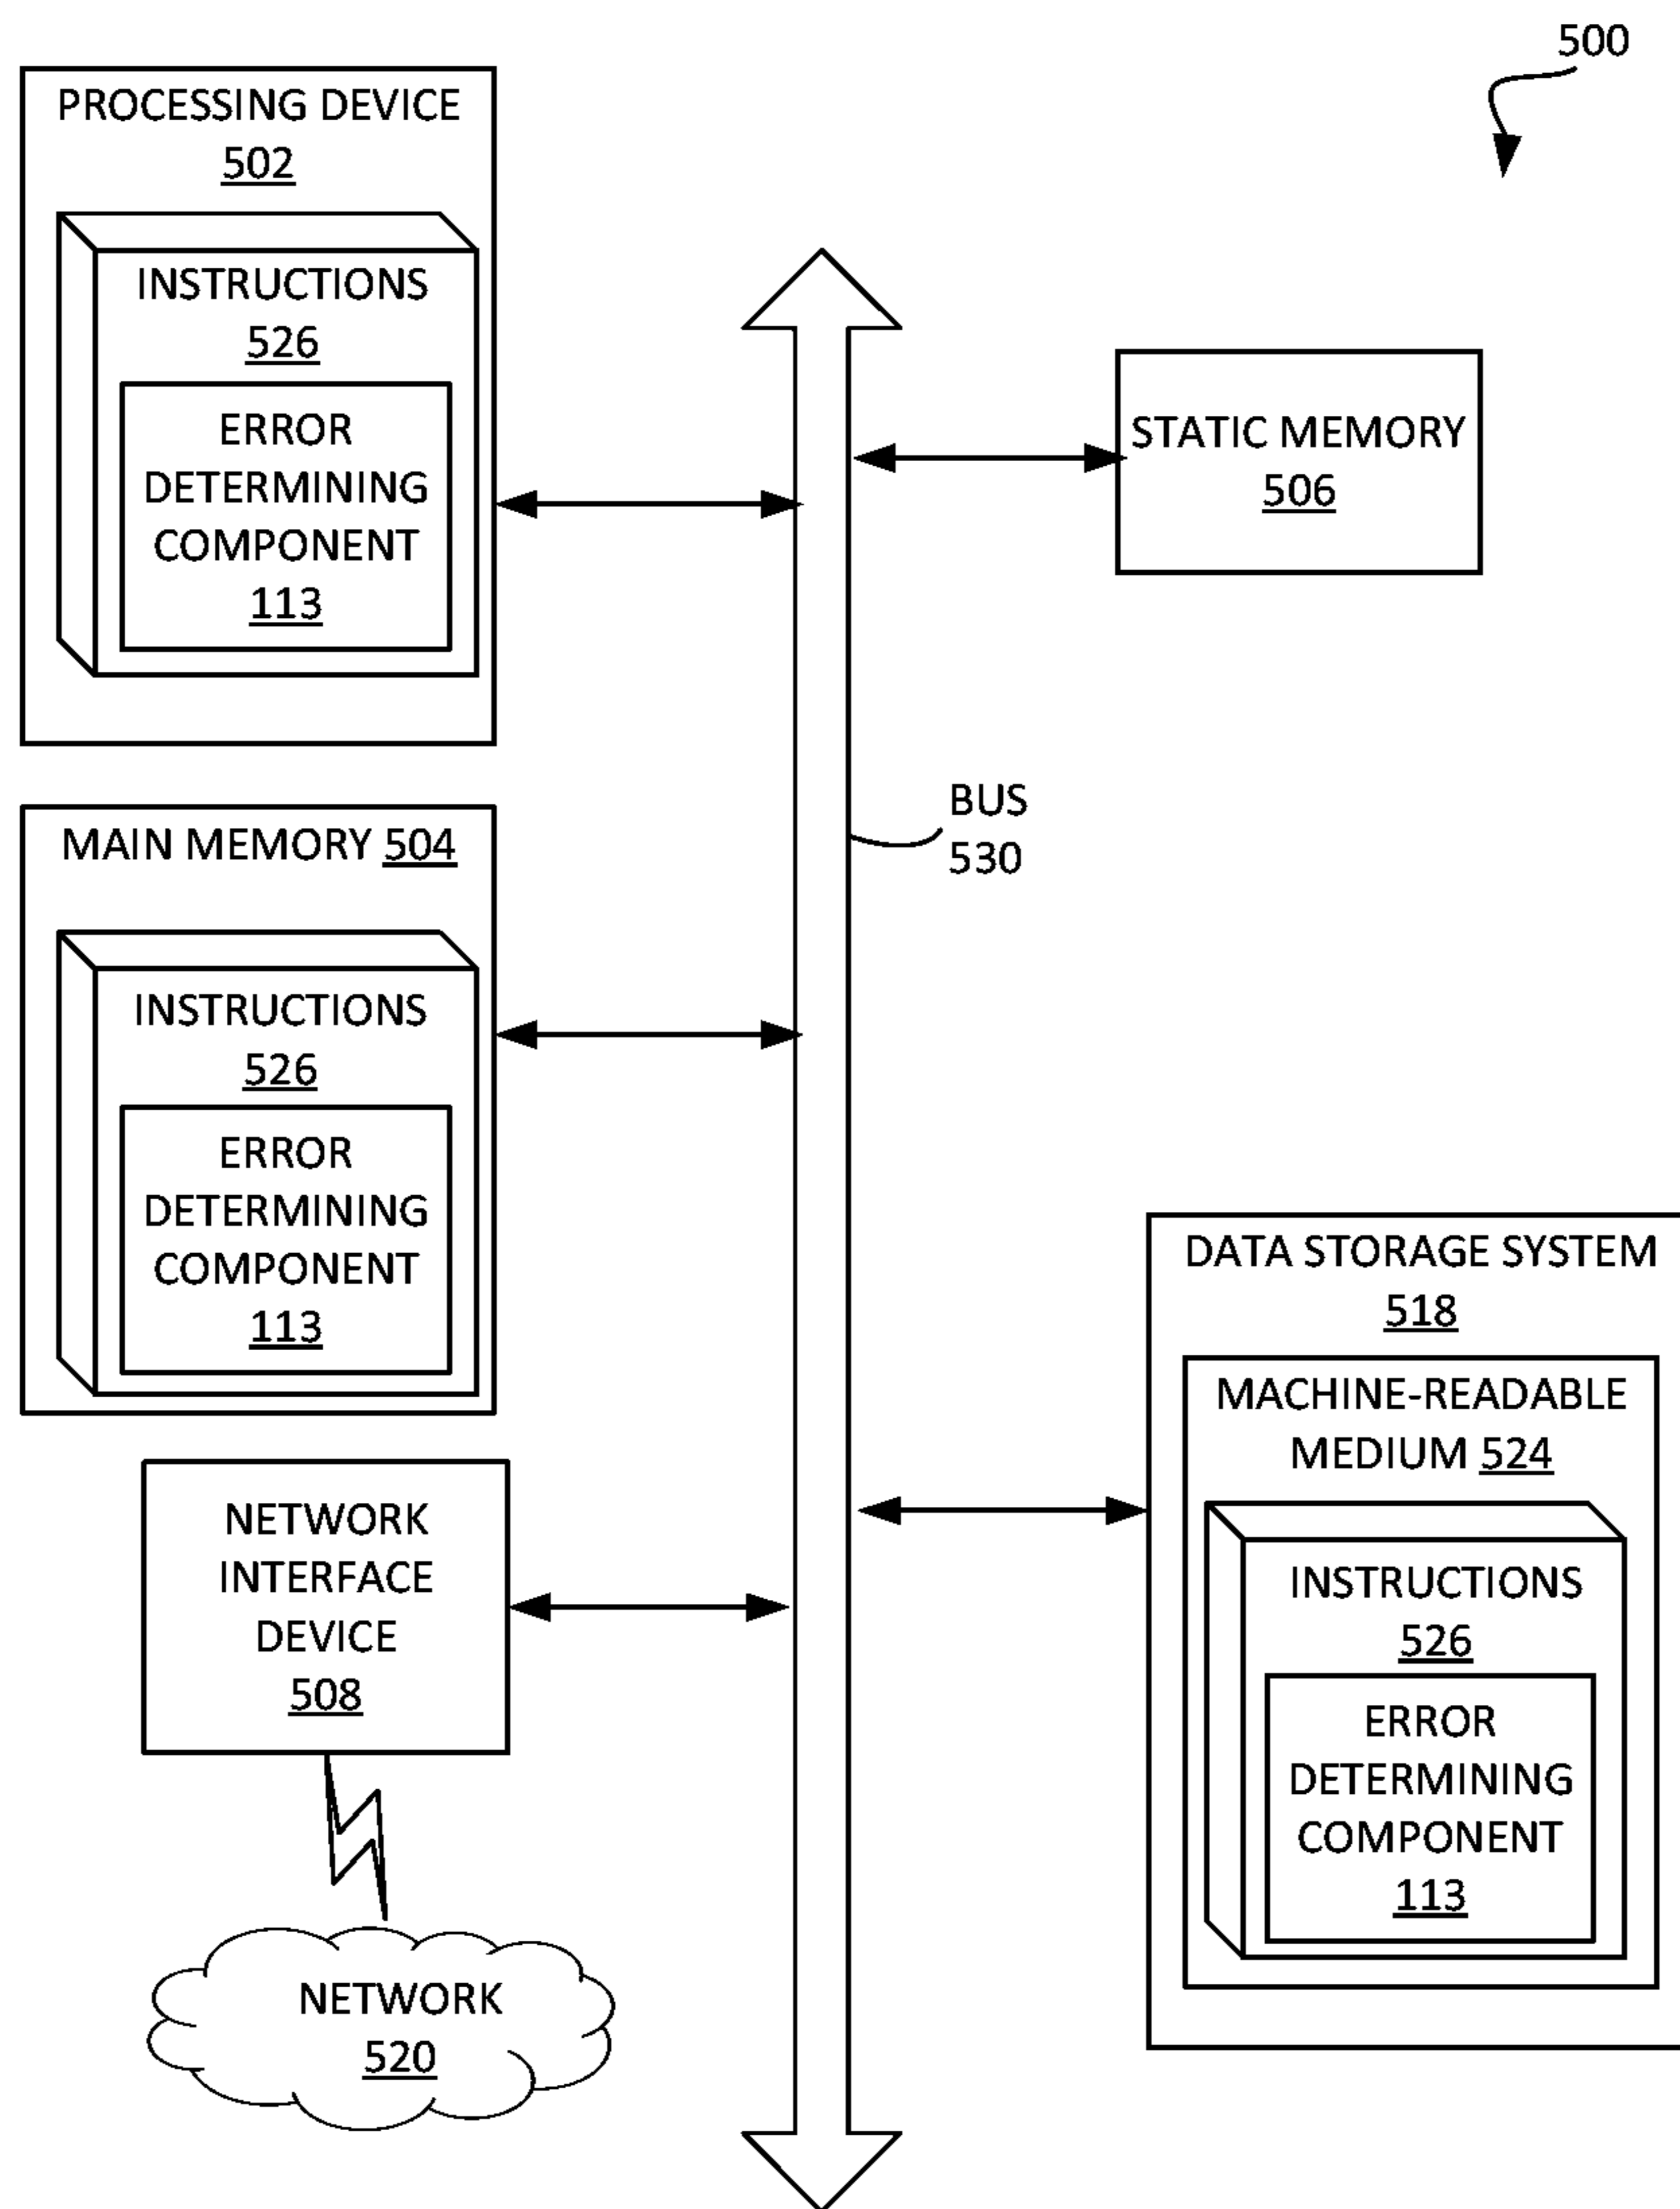 500
PROCESSING DEVICE
502
INSTRUCTIONS
526
ERROR
DETERMINING
COMPONENT
113
STATIC MEMORY
506
BUS
530
MAIN MEMORY 504
INSTRUCTIONS
526
ERROR
DETERMINING
COMPONENT
113
DATA STORAGE SYSTEM
518
MACHINE-READABLE
MEDIUM 524
INSTRUCTIONS
526
ERROR
DETERMINING
COMPONENT
113
NETWORK
INTERFACE
DEVICE
508
NETWORK
520